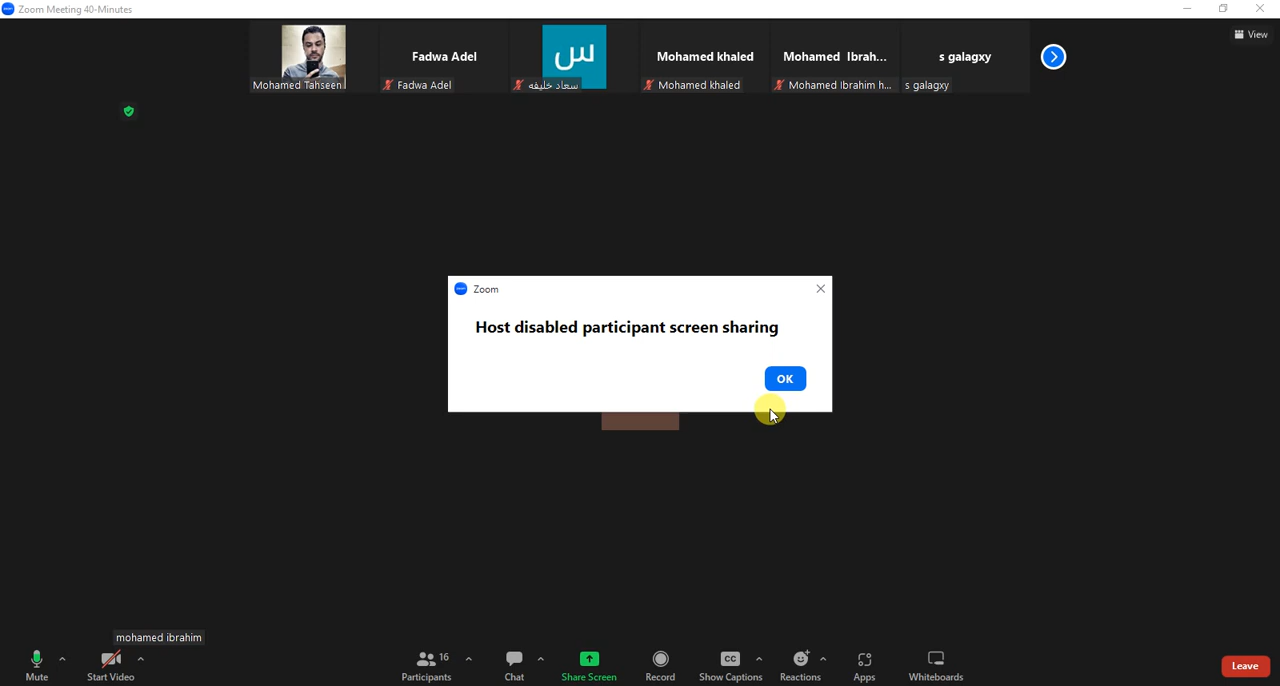 Zoom Meeting 40-Minutes
View
Fadwa Adel
س
Mohamed khaled
Mohamed Ibrah...
s galagxy
Mohamed Tahseen
Fadwa Adel
سعاد خليفه
Mohamed khaled
Mohamed Ibrahim h...
s galagxy
Zoom
Host disabled participant screen sharing
OK
mohamed ibrahim
16
CC
Mute
Start Video
Participants
Chat
Share Screen
Record
Show Captions
Reactions
Apps
Whiteboards
Leave